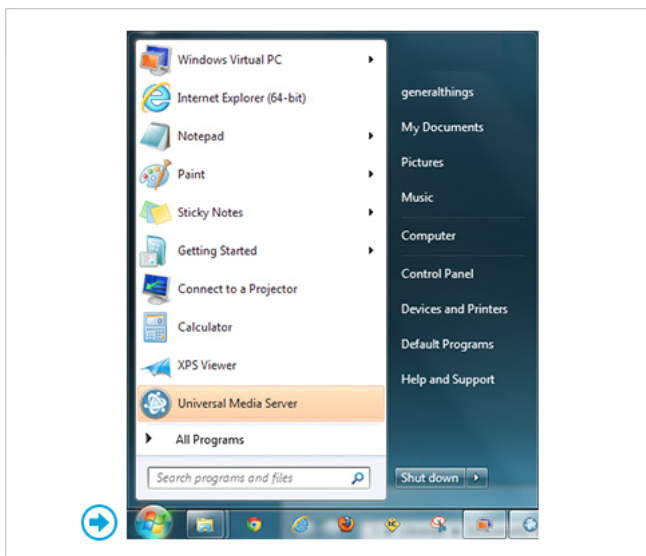 Windows Virtual PC
Internet Explorer (64-bit)
Notepad
Paint
Sticky Notes
Getting Started
Connect to a Projector
Calculator
XPS Viewer
Universal Media Server
All Programs
Search programs and files
generalthings
My Documents
Pictures
Music
Computer
Control Panel
Devices and Printers
Default Programs
Help and Support
Shut down